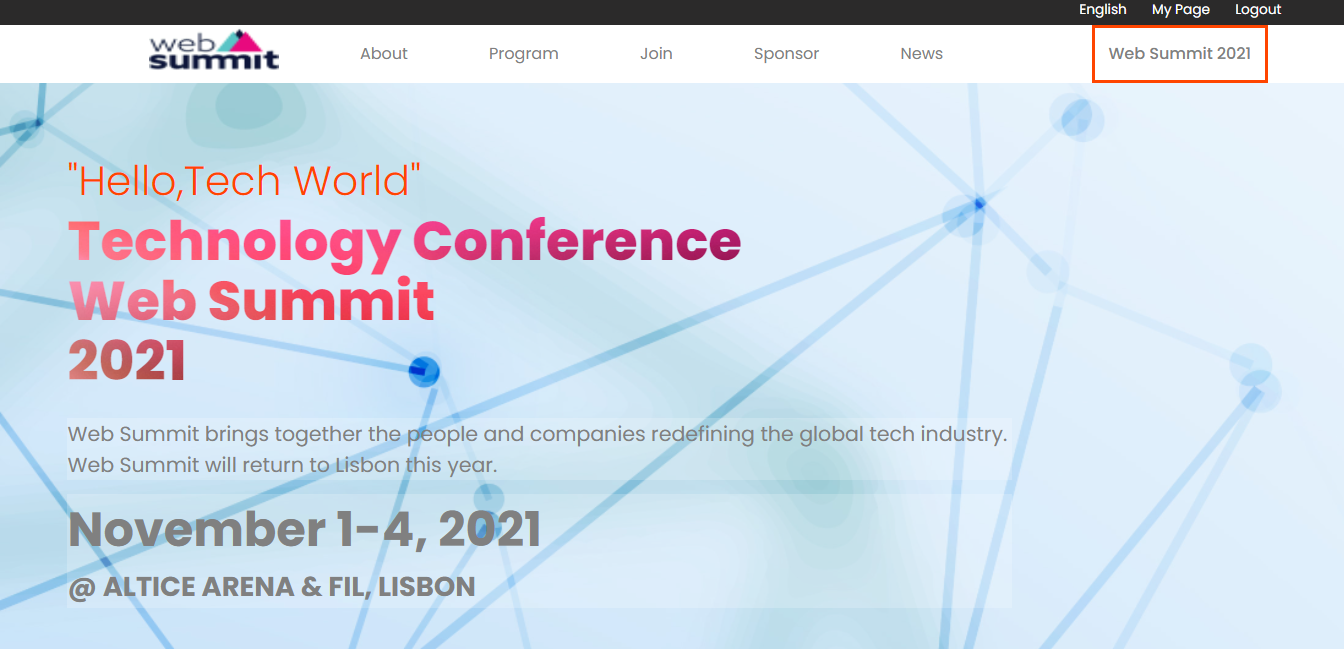 English My Page Logout
web
summit
About Program Join Sponsor News Web Summit 2021
"Hello,Tech World"
Technology Conference
Web Summit
2021
Web Summit brings together the people and companies redefining the global tech industry.
Web Summit will return to Lisbon this year.
November 1-4, 2021
@ ALTICE ARENA & FIL, LISBON